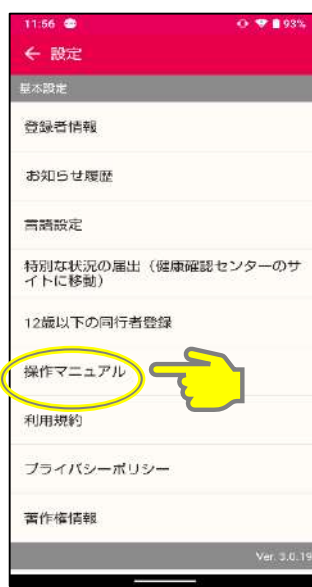 11:56 93%
← 設定
基本設定
登録者情報
お知らせ履歴
言語設定
特別な状況の届出（健康確認センターのサ
イトに移動）
12歳以下の同行者登録
操作マニュアル
利用規約
プライバシーポリシー
著作権情報
Ver. 3.0.19